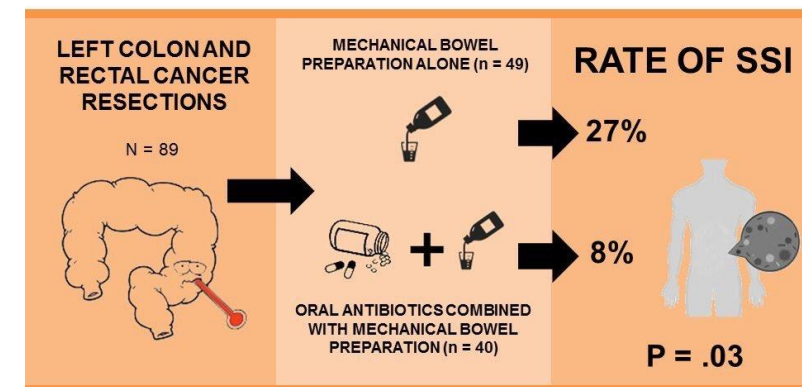 LEFT COLON AND
RECTAL CANCER
RESECTIONS
N = 89
MECHANICAL BOWEL
PREPARATION ALONE (n = 49)
ORAL ANTIBIOTICS COMBINED
WITH MECHANICAL BOWEL
PREPARATION (n = 40)
RATE OF SSI
27%
8%
P = .03